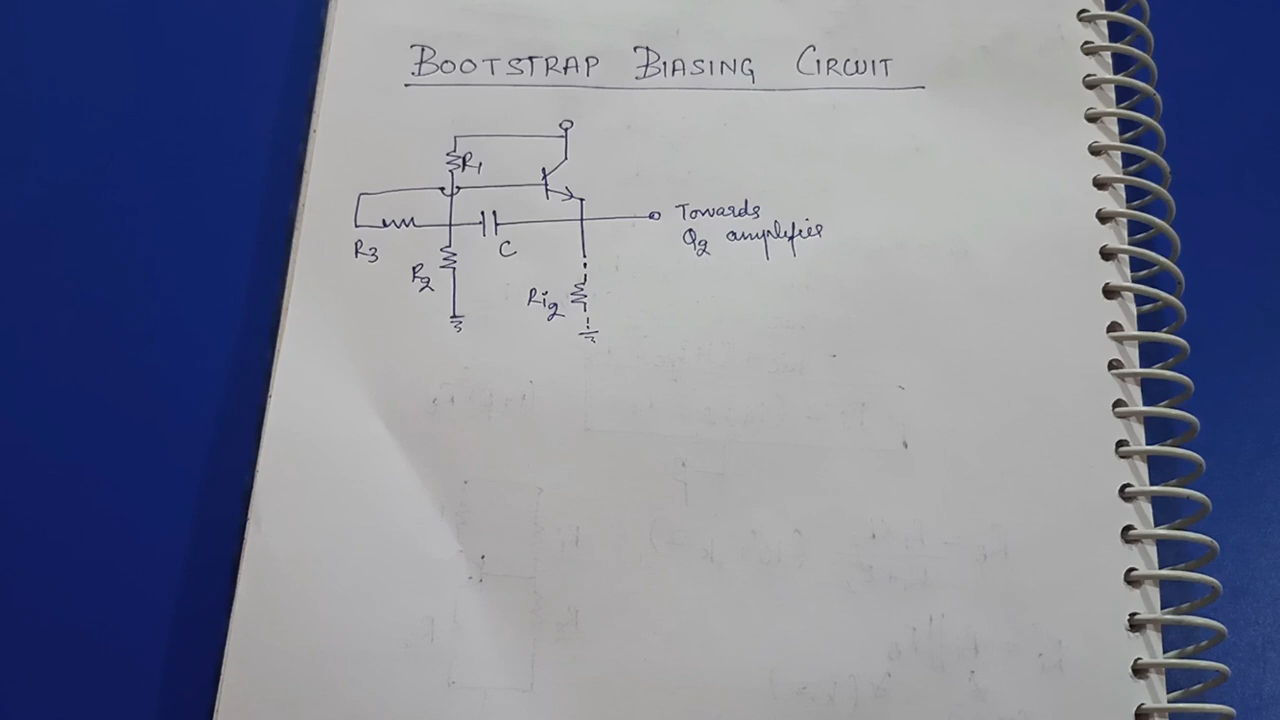 BOOTSTRAP BIASING CIRCUIT
R1
Towards
Q2 amplifier
R3
C
R2
Ri2